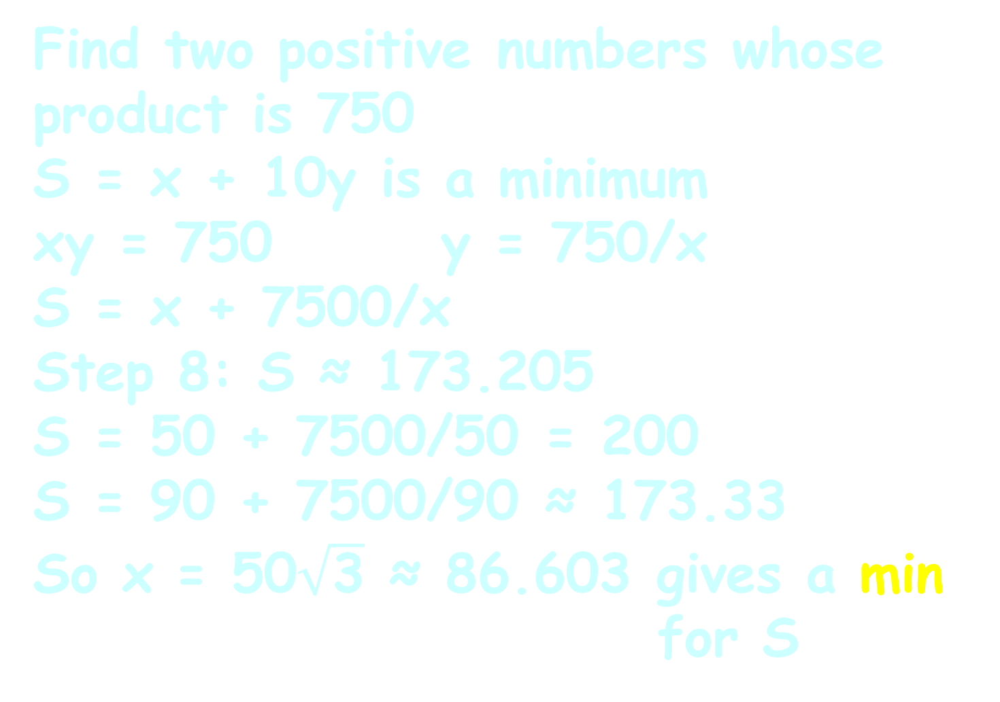 Find two positive numbers whose
product is 750
S = x + 10y is a minimum
xy = 750 y = 750/x
S = x + 7500/x
Step 8: S ≈ 173.205
S = 50 + 7500/50 = 200
S = 90 + 7500/90 ≈ 173.33
So x = 50√3 ≈ 86.603 gives a min
for S